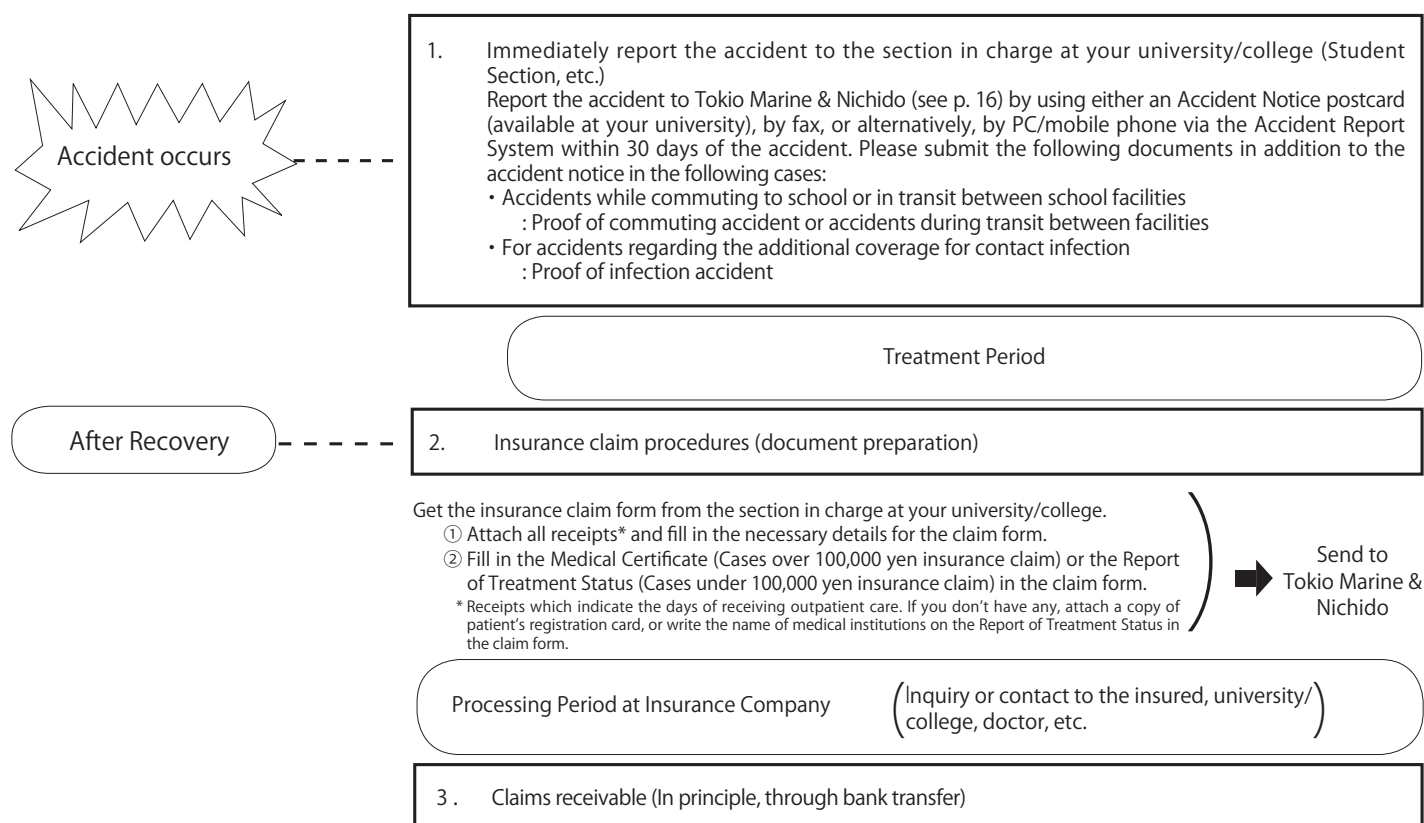 1. Immediately report the accident to the section in charge at your university/college (Student
Section, etc.)
Report the accident to Tokio Marine & Nichido (see p. 16) by using either an Accident Notice postcard
(available at your university), by fax, or alternatively, by PC/mobile phone via the Accident Report
System within 30 days of the accident. Please submit the following documents in addition to the
accident notice in the following cases:
・Accidents while commuting to school or in transit between school facilities
: Proof of commuting accident or accidents during transit between facilities
・For accidents regarding the additional coverage for contact infection
: Proof of infection accident
Accident occurs
Treatment Period
After Recovery
2. Insurance claim procedures (document preparation)
Get the insurance claim form from the section in charge at your university/college.
① Attach all receipts* and fill in the necessary details for the claim form.
② Fill in the Medical Certificate (Cases over 100,000 yen insurance claim) or the Report
of Treatment Status (Cases under 100,000 yen insurance claim) in the claim form.
* Receipts which indicate the days of receiving outpatient care. If you don't have any, attach a copy of
patient's registration card, or write the name of medical institutions on the Report of Treatment Status in
the claim form.
Send to
Tokio Marine &
Nichido
Processing Period at Insurance Company
(Inquiry or contact to the insured, university/
college, doctor, etc.)
3 . Claims receivable (In principle, through bank transfer)